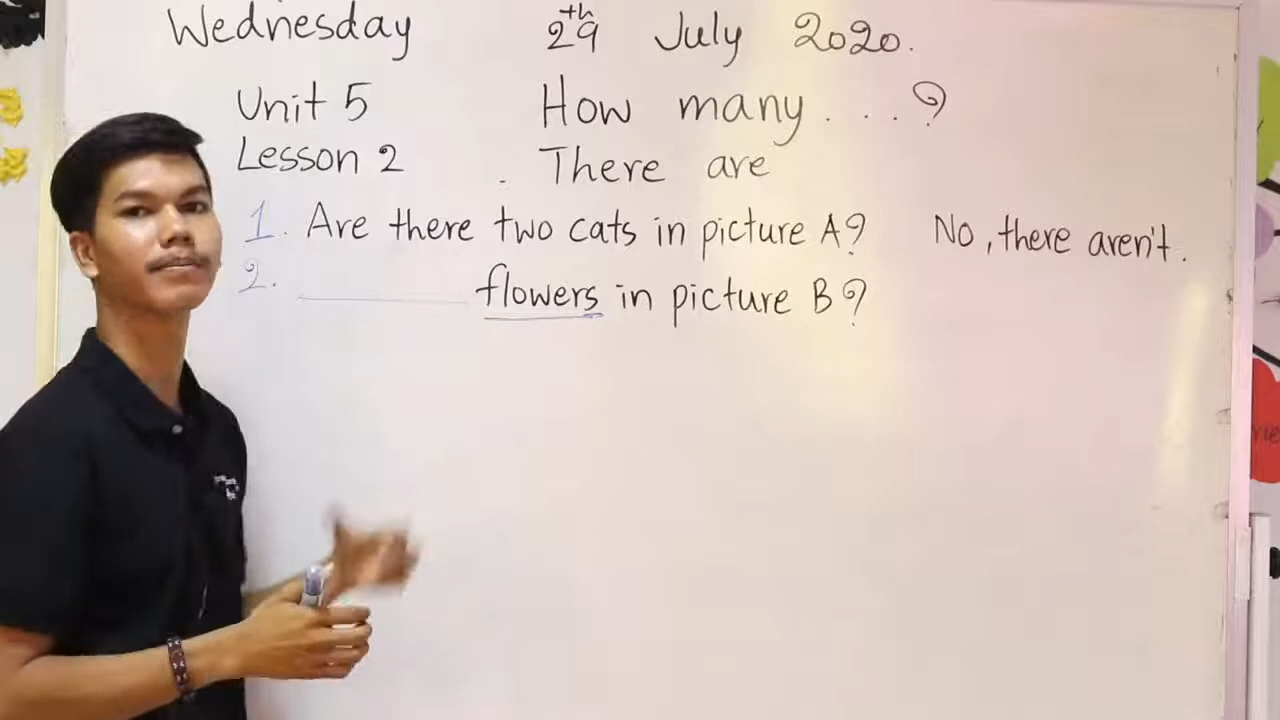 Wednesday 29th July 2020.
Unit 5 How many . . . ?
Lesson 2 . There are
1. Are there two cats in picture A? No, there aren't.
2. ________ flowers in picture B?